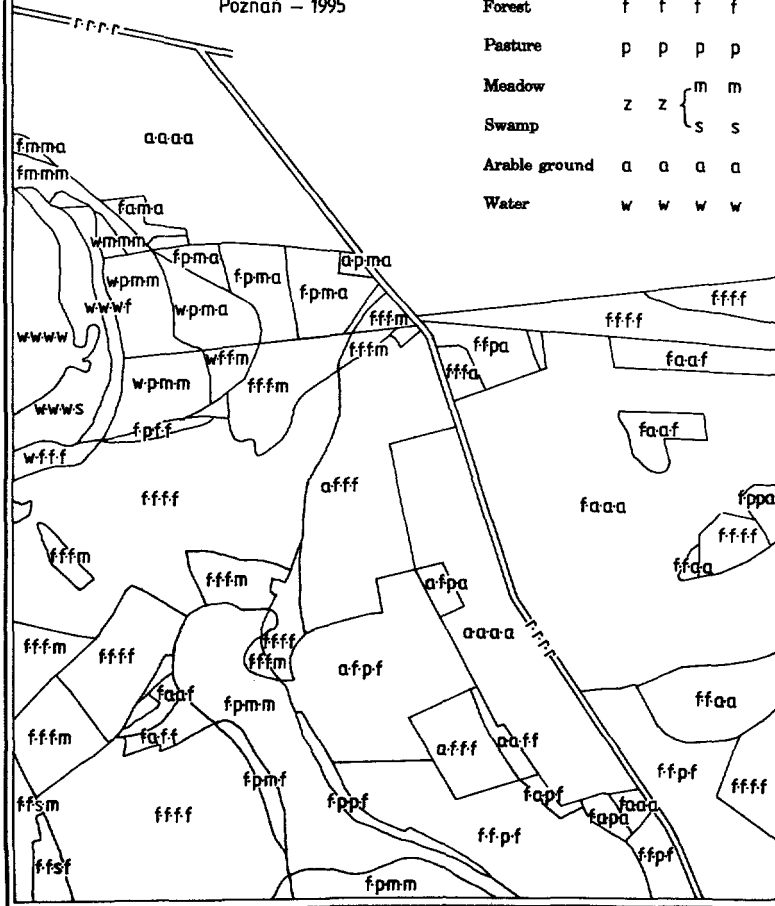 Poznań – 1995
Forest f f f f
Pasture p p p p
Meadow m m
z z {
Swamp s s
Arable ground a a a a
Water w w w w
r·r·r·r
a·a·a·a
f·m·m·a
f·m·m·m
f·a·m·a
w·m·m·m
f·p·m·a
a·p·m·a
w·p·m·m
f·p·m·a
f·p·m·a
f·f·f·f
w·w·w·f
w·p·m·a
f·f·f·m
f·f·f·f
w·w·w·w
w·f·f·m
f·f·f·m
f·f·p·a
f·a·a·f
w·p·m·m
f·f·f·m
f·f·f·a
w·w·w·s
f·p·f·f
f·a·a·f
w·f·f·f
f·f·f·f
a·f·f·f
f·a·a·a
f·p·p·a
f·f·f·f
f·f·f·m
f·f·f·m
a·f·p·a
f·f·a·a
a·a·a·a
r·r·r·r
f·f·f·m
f·f·f·f
f·f·f·f
f·f·f·m
a·f·p·f
f·a·a·f
f·p·m·m
f·f·a·a
f·f·f·m
f·a·f·f
a·f·f·f
a·a·f·f
f·p·m·f
f·f·p·f
f·f·f·f
f·f·s·m
f·f·f·f
f·p·p·f
f·a·p·f
f·a·a·a
f·a·p·a
f·f·p·f
f·f·p·f
f·f·s·f
f·p·m·m